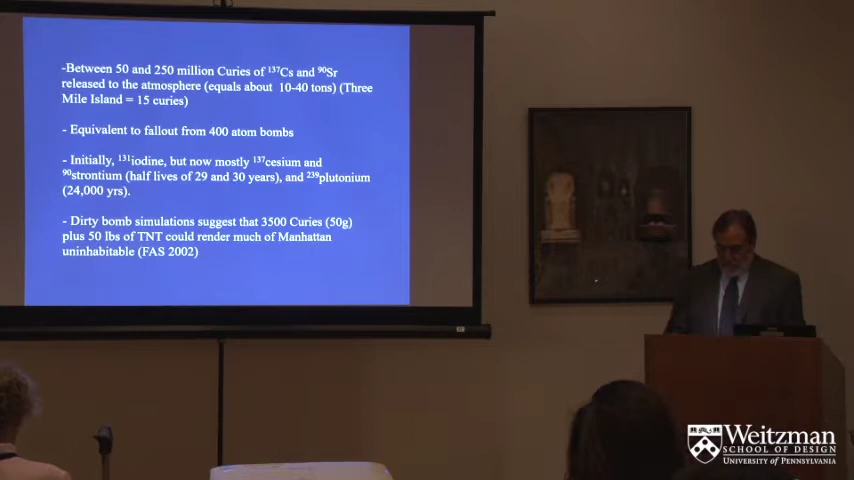 -Between 50 and 250 million Curies of ¹³⁷Cs and ⁹⁰Sr
released to the atmosphere (equals about 10-40 tons) (Three
Mile Island = 15 curies)
- Equivalent to fallout from 400 atom bombs
- Initially, ¹³¹iodine, but now mostly ¹³⁷cesium and
⁹⁰strontium (half lives of 29 and 30 years), and ²³⁹plutonium
(24,000 yrs).
- Dirty bomb simulations suggest that 3500 Curies (50g)
plus 50 lbs of TNT could render much of Manhattan
uninhabitable (FAS 2002)
Weitzman
SCHOOL OF DESIGN
UNIVERSITY of PENNSYLVANIA